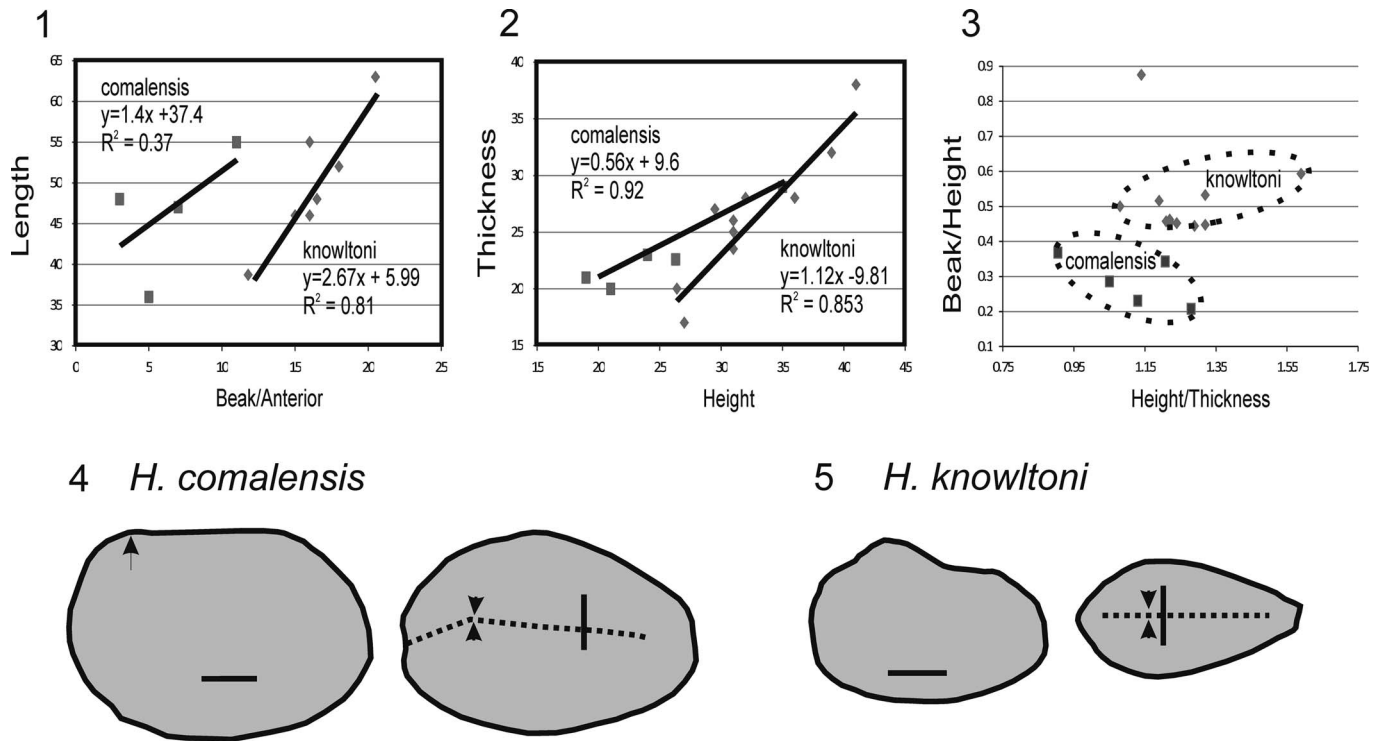 1
65
60
55
50
45
40
35
30
0
5
10
15
20
25
Length
Beak/Anterior
comalensis
y=1.4x +37.4
R² = 0.37
knowltoni
y=2.67x + 5.99
R² = 0.81
2
40
35
30
25
20
15
15
20
25
30
35
40
45
Thickness
Height
comalensis
y=0.56x + 9.6
R² = 0.92
knowltoni
y=1.12x -9.81
R² = 0.853
3
0.9
0.8
0.7
0.6
0.5
0.4
0.3
0.2
0.1
0.75
0.95
1.15
1.35
1.55
1.75
Beak/Height
Height/Thickness
knowltoni
comalensis
4 H. comalensis
5 H. knowltoni